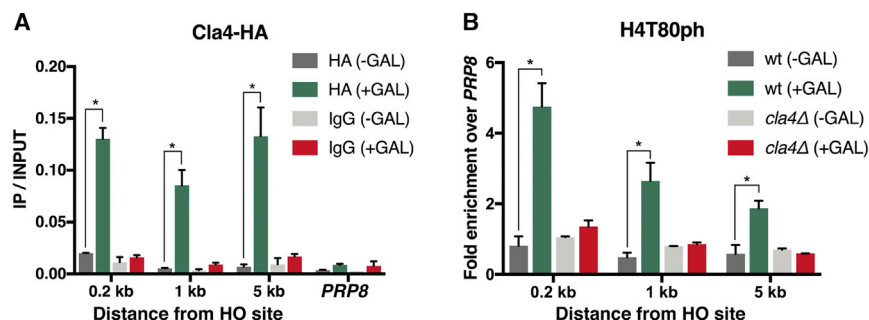 A
Cla4-HA
IP / INPUT
0.20
0.15
0.10
0.05
0.00
*
*
*
HA (-GAL)
HA (+GAL)
IgG (-GAL)
IgG (+GAL)
0.2 kb
1 kb
5 kb
PRP8
Distance from HO site
B
H4T80ph
Fold enrichment over PRP8
6
4
2
0
*
*
*
wt (-GAL)
wt (+GAL)
cla4Δ (-GAL)
cla4Δ (+GAL)
0.2 kb
1 kb
5 kb
Distance from HO site